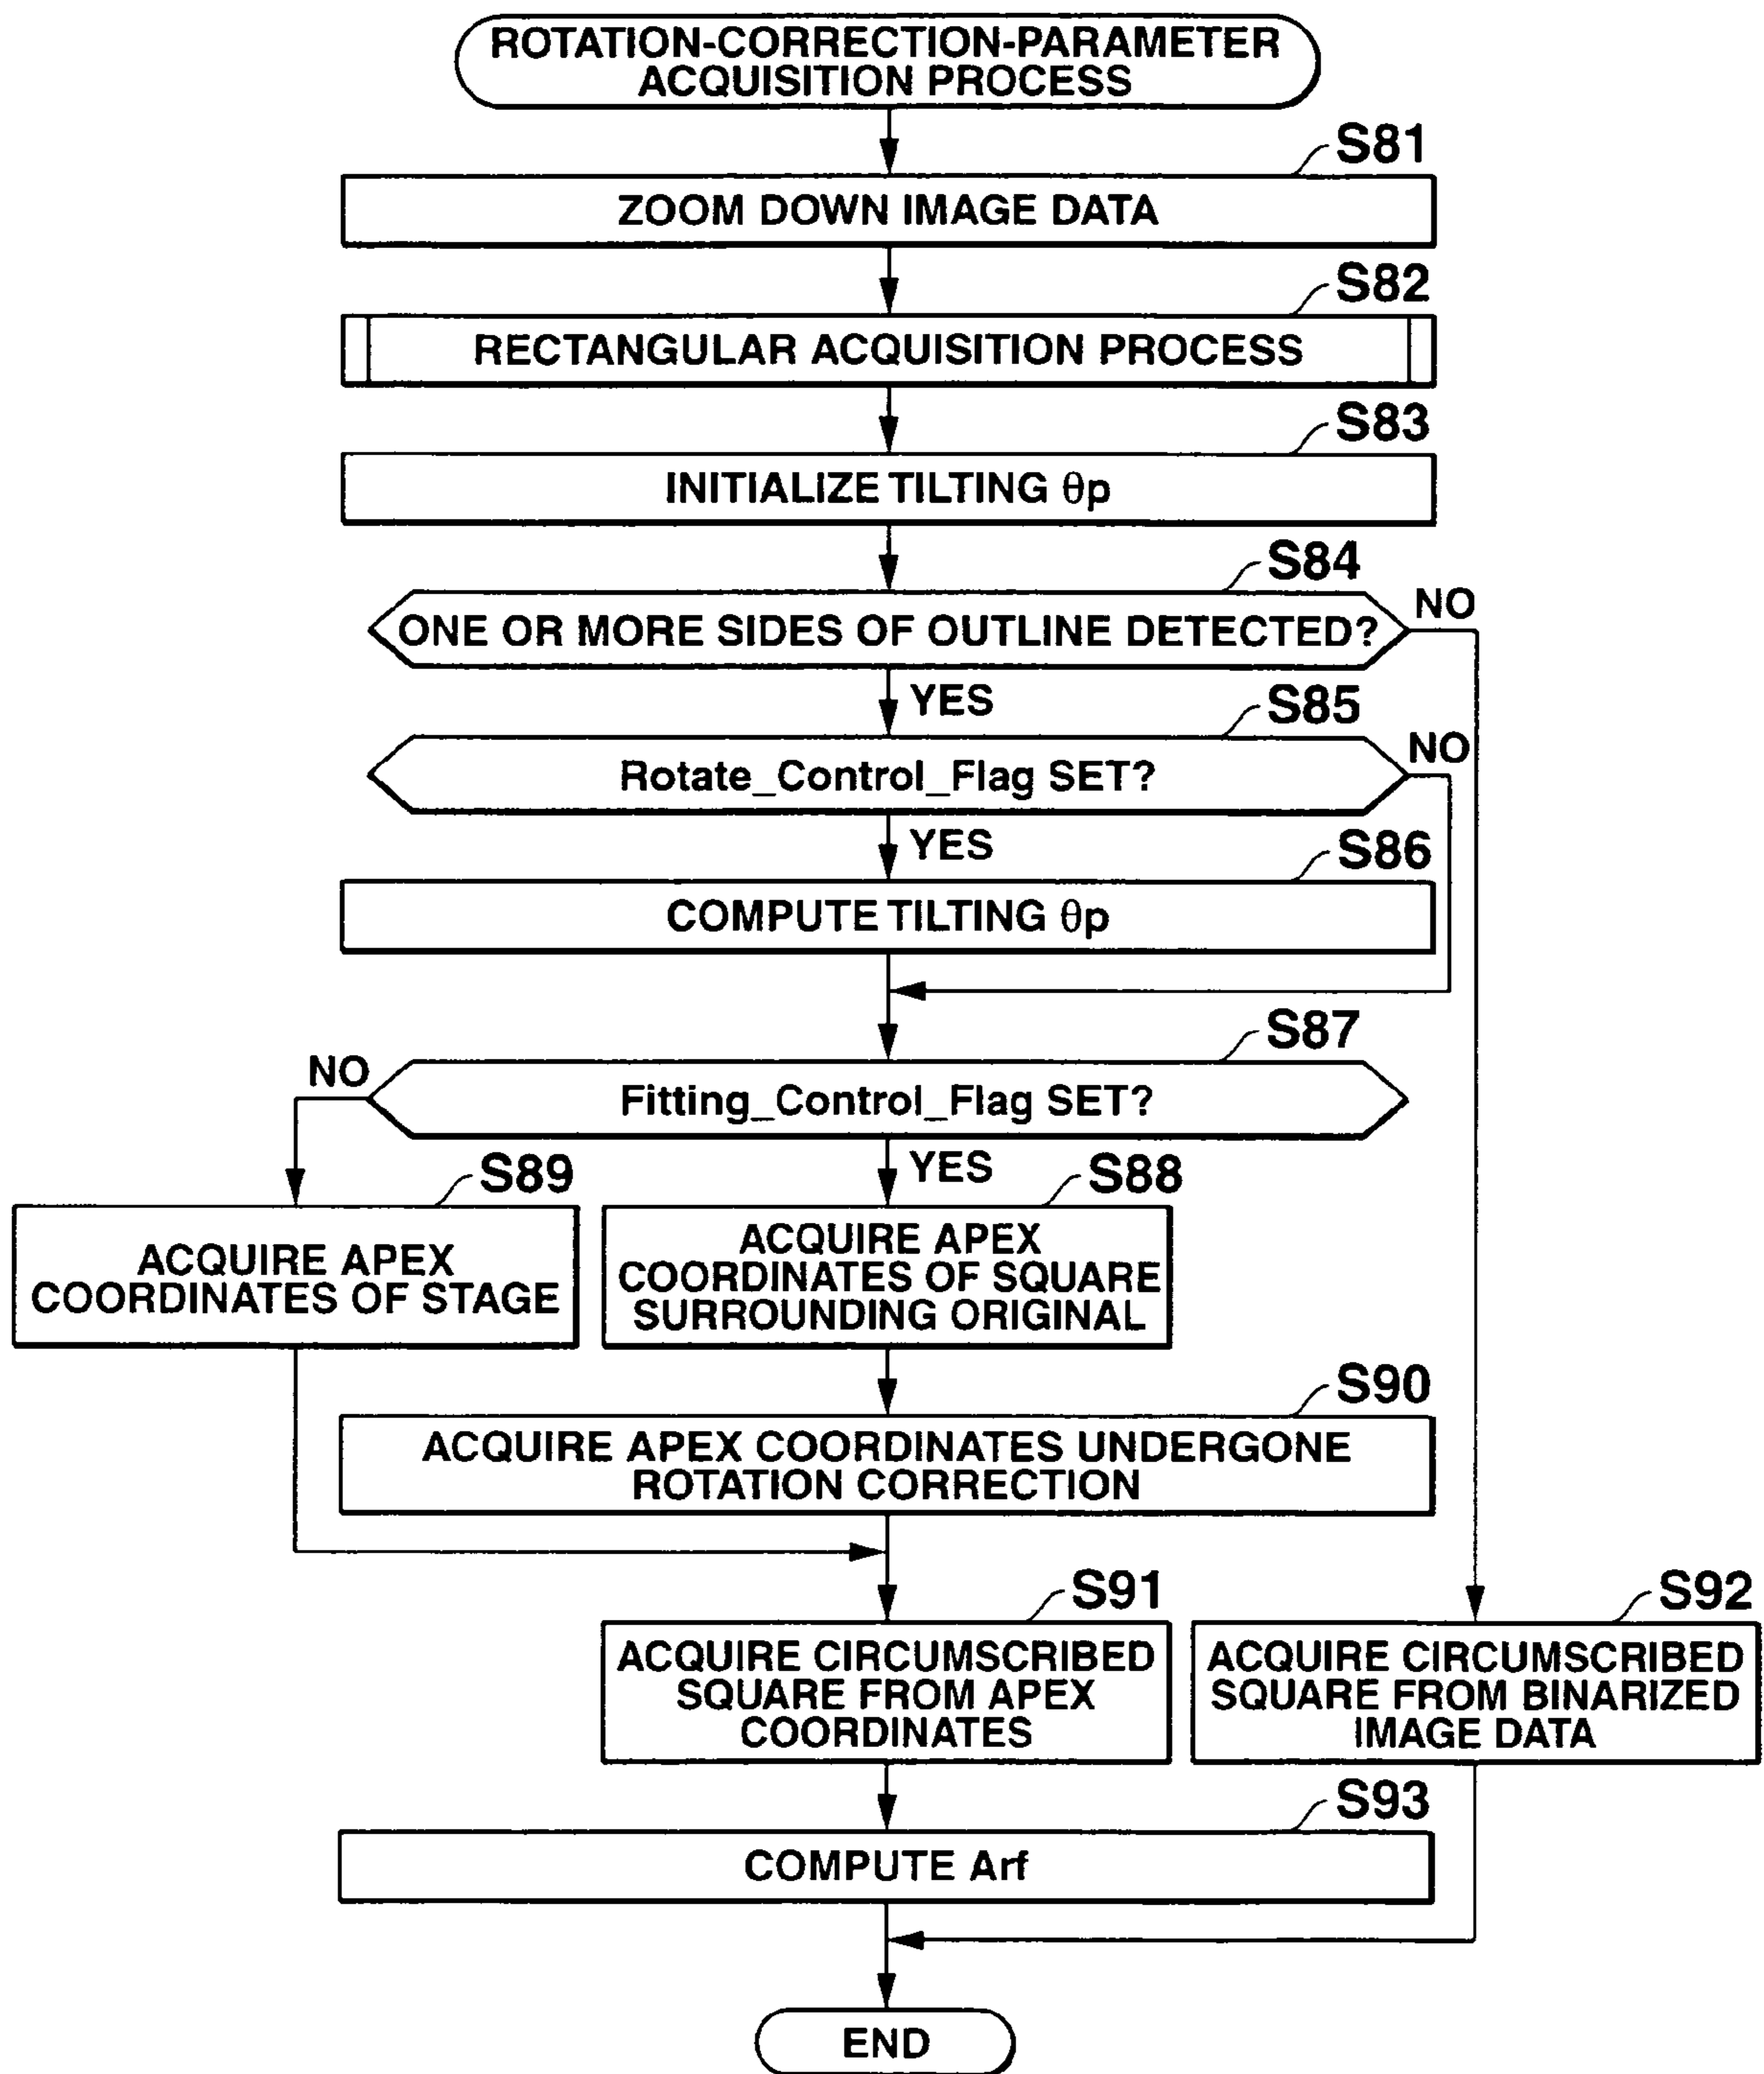 ROTATION-CORRECTION-PARAMETER
ACQUISITION PROCESS
S81
ZOOM DOWN IMAGE DATA
S82
RECTANGULAR ACQUISITION PROCESS
S83
INITIALIZE TILTING θp
S84
ONE OR MORE SIDES OF OUTLINE DETECTED?
NO
YES
S85
Rotate_Control_Flag SET?
NO
YES
S86
COMPUTE TILTING θp
S87
NO
Fitting_Control_Flag SET?
YES
S89
ACQUIRE APEX
COORDINATES OF STAGE
S88
ACQUIRE APEX
COORDINATES OF SQUARE
SURROUNDING ORIGINAL
S90
ACQUIRE APEX COORDINATES UNDERGONE
ROTATION CORRECTION
S91
ACQUIRE CIRCUMSCRIBED
SQUARE FROM APEX
COORDINATES
S92
ACQUIRE CIRCUMSCRIBED
SQUARE FROM BINARIZED
IMAGE DATA
S93
COMPUTE Arf
END